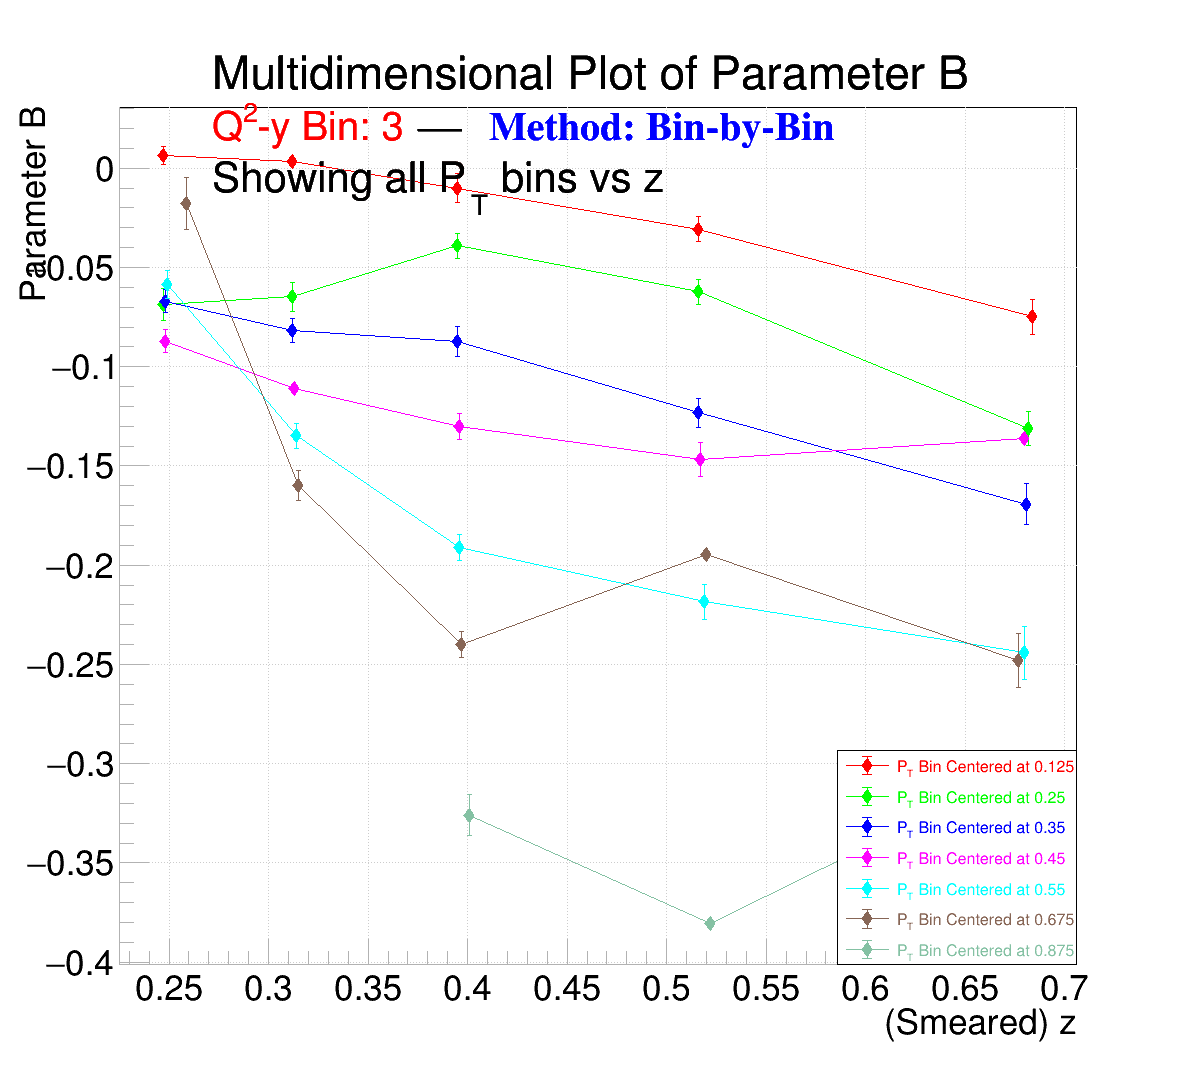 Multidimensional Plot of Parameter B
Q²-y Bin: 3 — Method: Bin-by-Bin
Showing all P_T bins vs z
Parameter B
0
−0.05
−0.1
−0.15
−0.2
−0.25
−0.3
−0.35
−0.4
P_T Bin Centered at 0.125
P_T Bin Centered at 0.25
P_T Bin Centered at 0.35
P_T Bin Centered at 0.45
P_T Bin Centered at 0.55
P_T Bin Centered at 0.675
P_T Bin Centered at 0.875
0.25 0.3 0.35 0.4 0.45 0.5 0.55 0.6 0.65 0.7
(Smeared) z